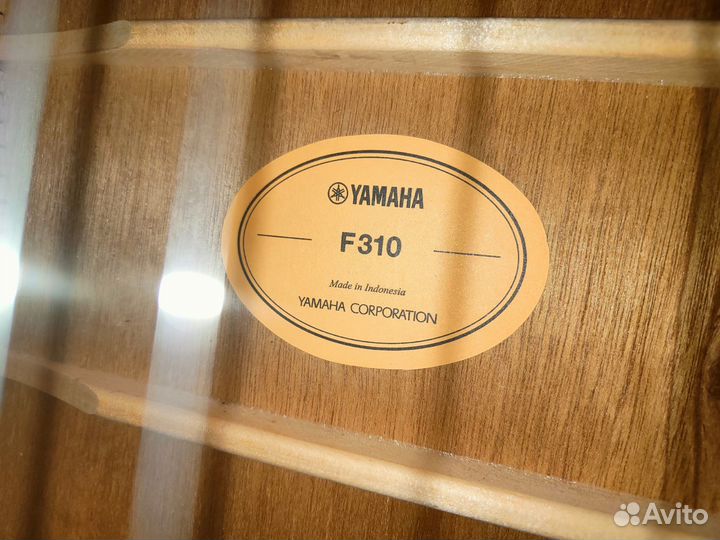 YAMAHA
F310
Made in Indonesia
YAMAHA CORPORATION
Avito